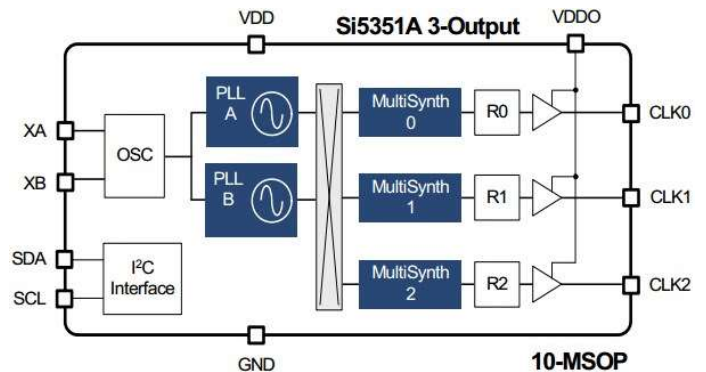 VDD
Si5351A 3-Output
VDDO
PLL
A
MultiSynth
0
R0
CLK0
XA
OSC
XB
PLL
B
MultiSynth
1
R1
CLK1
SDA
I²C
Interface
SCL
MultiSynth
2
R2
CLK2
GND
10-MSOP